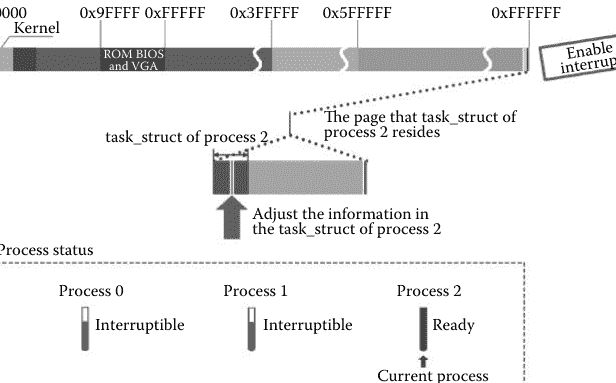 0000 0x9FFFF 0xFFFFF 0x3FFFFF 0x5FFFFF 0xFFFFFF
Kernel
ROM BIOS
and VGA
Enable
interrup
The page that task_struct of
process 2 resides
task_struct of process 2
Adjust the information in
the task_struct of process 2
Process status
Process 0 Process 1 Process 2
Interruptible Interruptible Ready
Current process